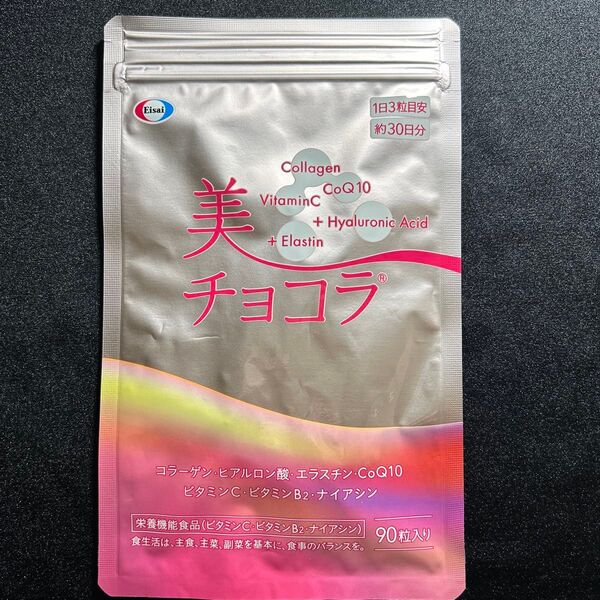 Eisai
1日3粒目安
約30日分
Collagen
CoQ10
VitaminC
+ Hyaluronic Acid
+ Elastin
美
チョコラ®
コラーゲン・ヒアルロン酸・エラスチン・CoQ10
ビタミンC・ビタミンB2・ナイアシン
栄養機能食品(ビタミンC・ビタミンB2・ナイアシン)
90粒入り
食生活は、主食、主菜、副菜を基本に、食事のバランスを。